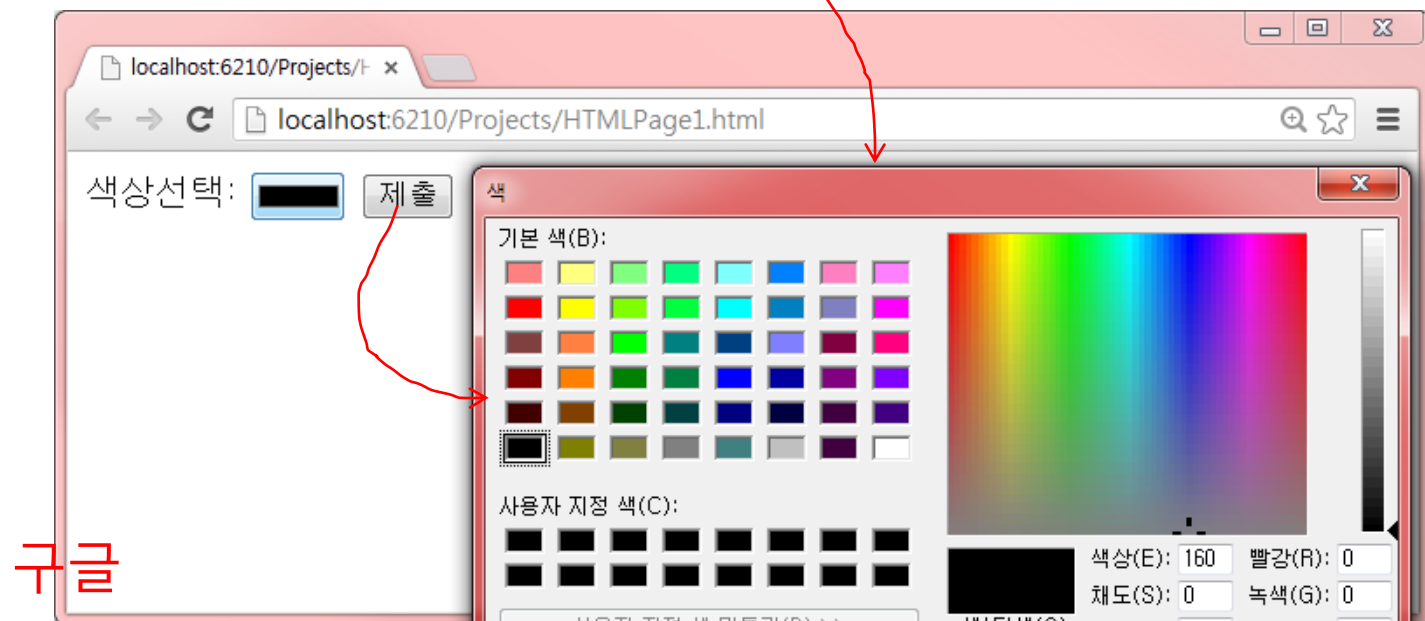 localhost:6210/Projects/H
localhost:6210/Projects/HTMLPage1.html
색상선택: 제출
색
기본 색(B):
사용자 지정 색(C):
색상(E): 160 빨강(R): 0
채도(S): 0 녹색(G): 0
구글